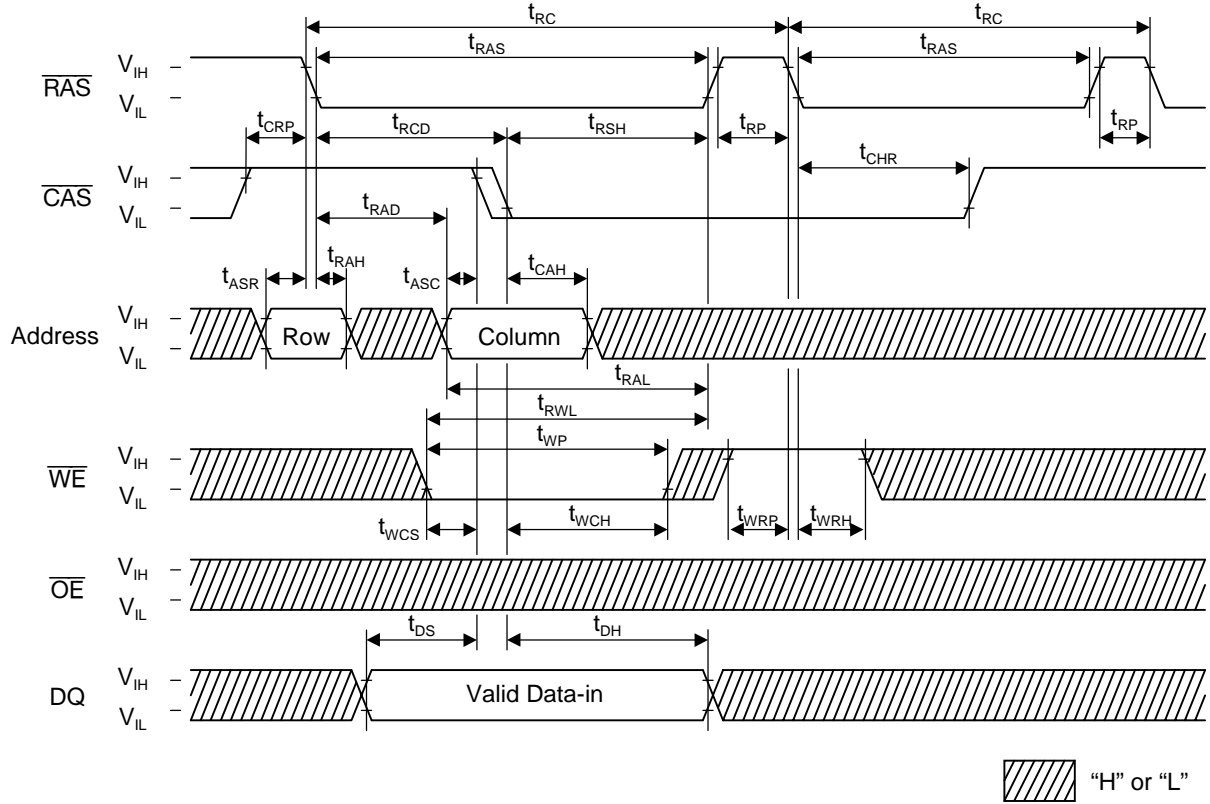 tRC tRC
tRAS tRAS
RAS VIH
VIL
tCRP tRCD tRSH tRP tRP
tCHR
CAS VIH
VIL
tRAD
tASR tRAH tASC tCAH
Address VIH
VIL
Row Column
tRAL
tRWL
tWP
WE VIH
VIL
tWCS tWCH tWRP tWRH
OE VIH
VIL
tDS tDH
DQ VIH
VIL
Valid Data-in
“H” or “L”